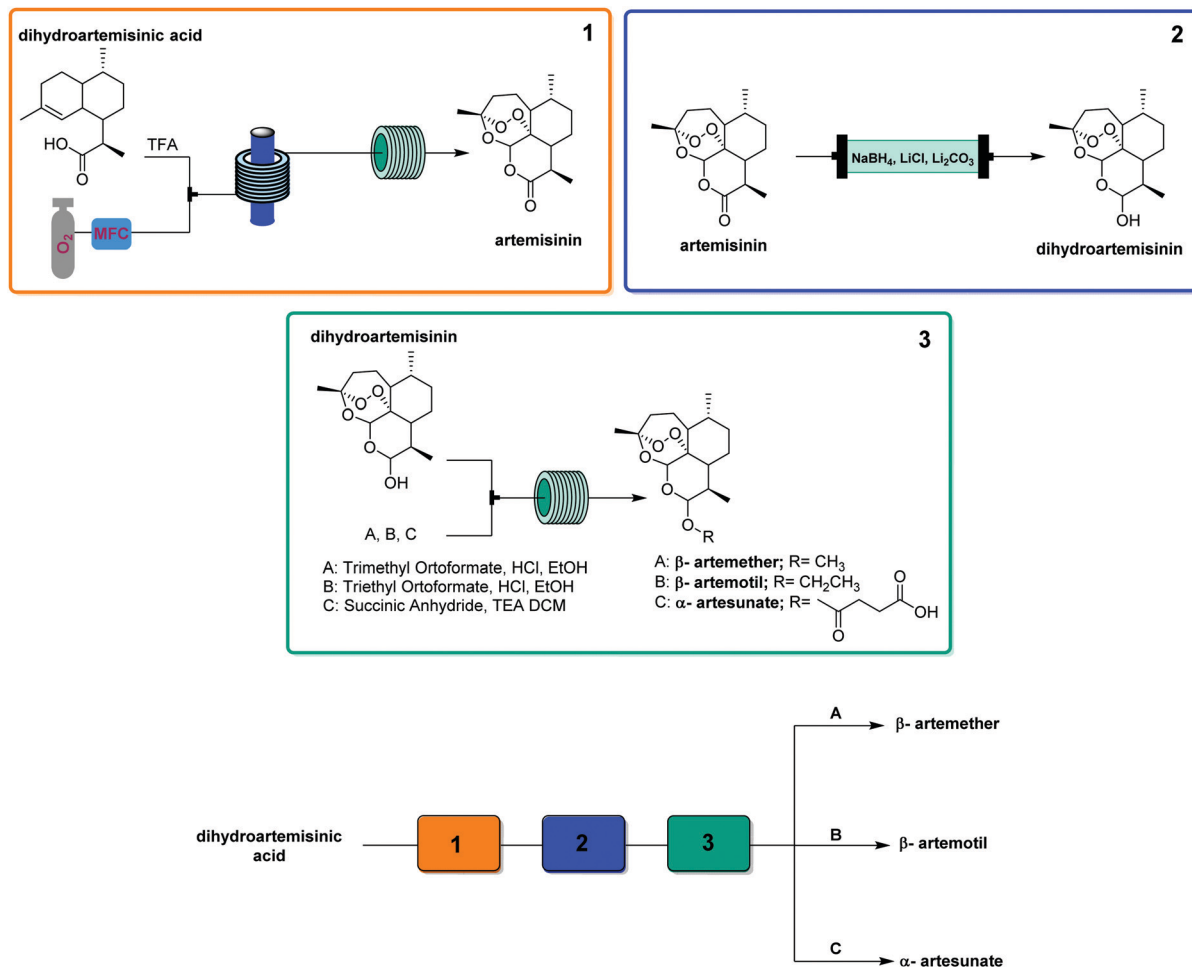 1
dihydroartemisinic acid
HO
O
TFA
O₂
MFC
O
O
O
O
O
artemisinin
2
O
O
O
O
O
artemisinin
NaBH₄, LiCl, Li₂CO₃
O
O
O
O
OH
dihydroartemisinin
3
dihydroartemisinin
O
O
O
O
OH
A, B, C
A: Trimethyl Ortoformate, HCl, EtOH
B: Triethyl Ortoformate, HCl, EtOH
C: Succinic Anhydride, TEA DCM
O
O
O
O
O
R
A: β- artemether; R= CH₃
B: β- artemotil; R= CH₂CH₃
C: α- artesunate; R=
O
O
OH
dihydroartemisinic
acid
1
2
3
A
β- artemether
B
β- artemotil
C
α- artesunate